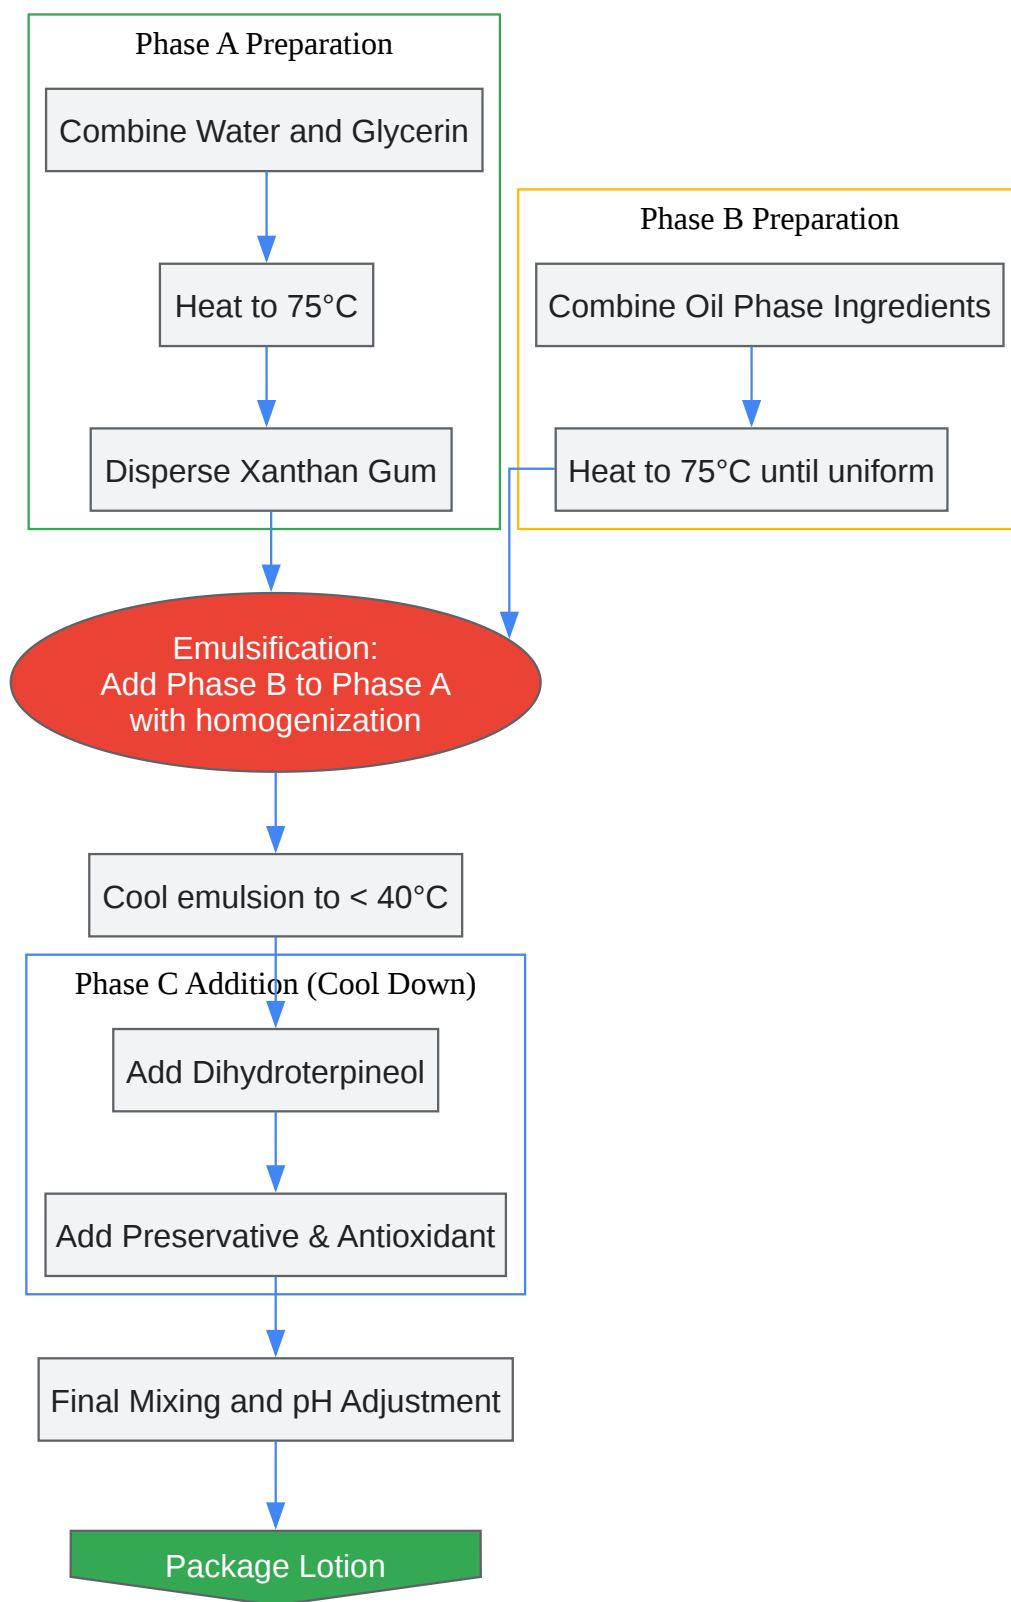 Phase A Preparation
Combine Water and Glycerin
Heat to 75°C
Disperse Xanthan Gum
Phase B Preparation
Combine Oil Phase Ingredients
Heat to 75°C until uniform
Emulsification:
Add Phase B to Phase A
with homogenization
Cool emulsion to < 40°C
Phase C Addition (Cool Down)
Add Dihydroterpineol
Add Preservative & Antioxidant
Final Mixing and pH Adjustment
Package Lotion